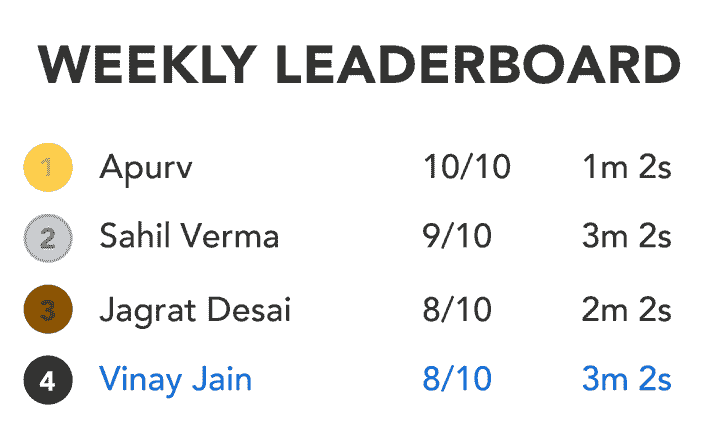 WEEKLY LEADERBOARD
1 Apurv 10/10 1m 2s
2 Sahil Verma 9/10 3m 2s
3 Jagrat Desai 8/10 2m 2s
4 Vinay Jain 8/10 3m 2s